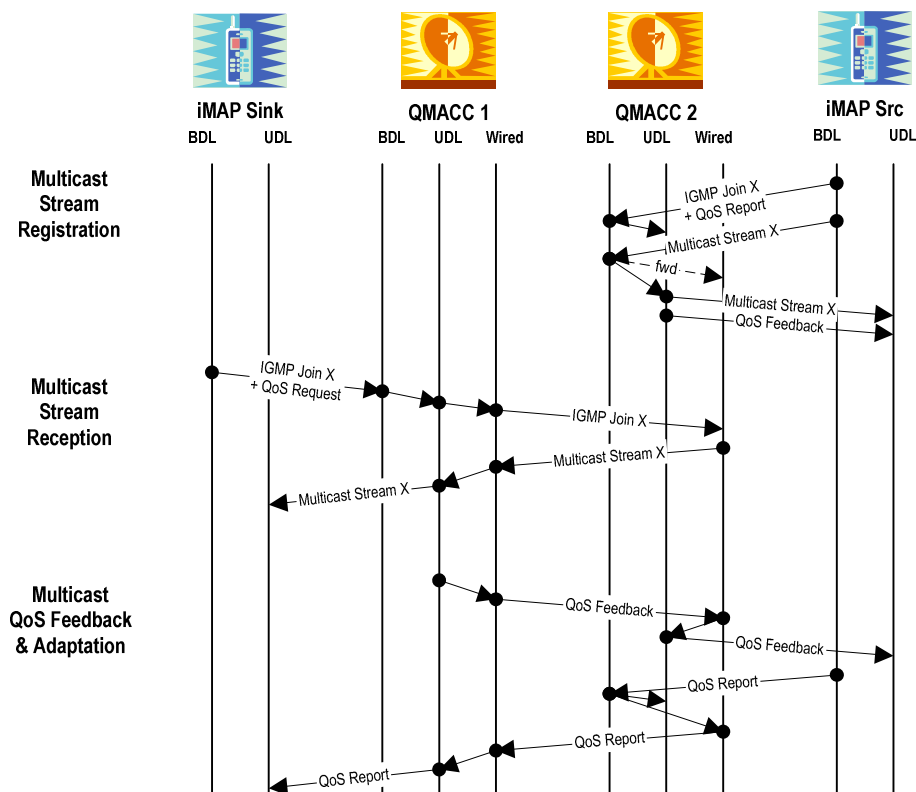 iMAP Sink
QMACC 1
QMACC 2
iMAP Src
BDL
UDL
BDL
UDL
Wired
BDL
UDL
Wired
BDL
UDL
Multicast
Stream
Registration
IGMP Join X
+ QoS Report
Multicast Stream X
fwd
Multicast Stream X
QoS Feedback
Multicast
Stream
Reception
IGMP Join X
+ QoS Request
IGMP Join X
Multicast Stream X
Multicast Stream X
Multicast
QoS Feedback
& Adaptation
QoS Feedback
QoS Feedback
QoS Report
QoS Report
QoS Report